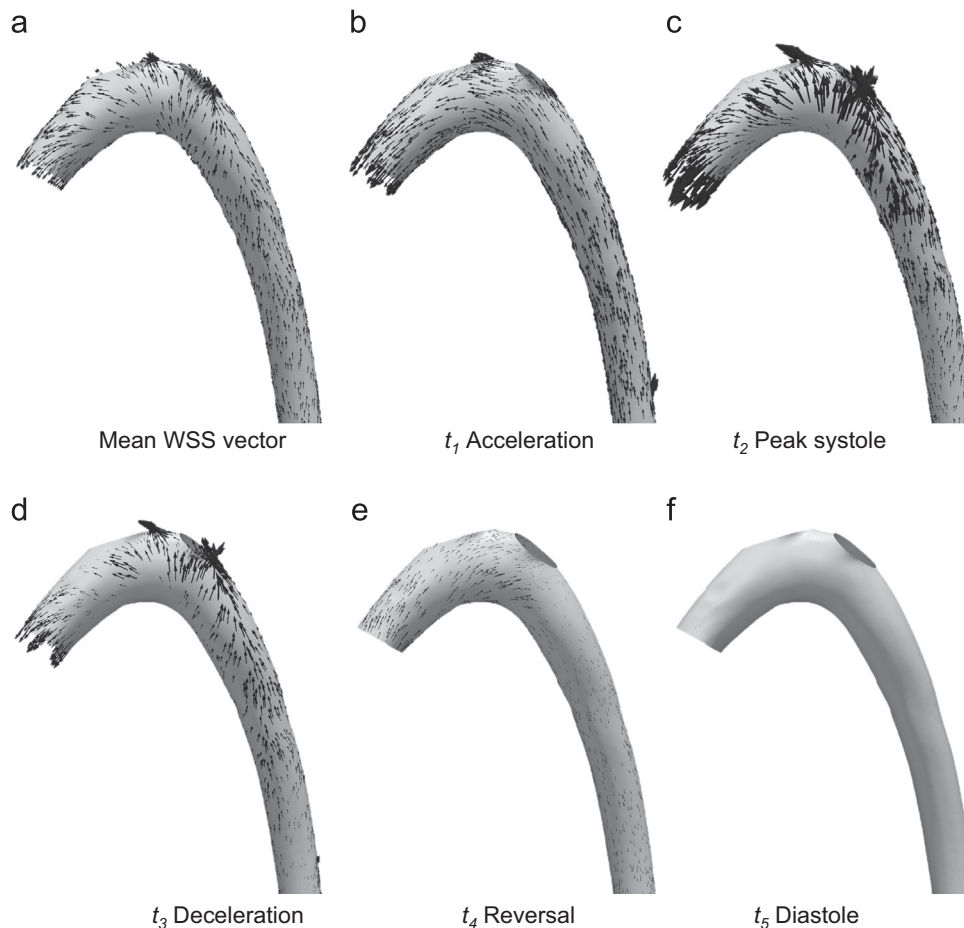 a
b
c
Mean WSS vector
t1 Acceleration
t2 Peak systole
d
e
f
t3 Deceleration
t4 Reversal
t5 Diastole